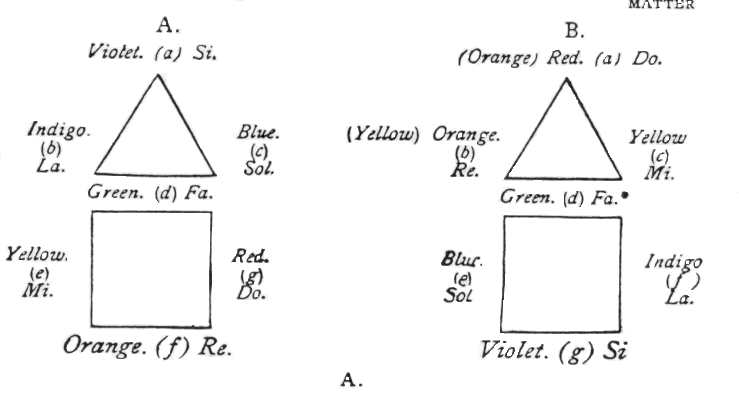 MATTER
A.
Violet. (a) Si.
Indigo.
(b)
La.
Blue.
(c)
Sol.
Green. (d) Fa.
Yellow.
(e)
Mi.
Red.
(g)
Do.
Orange. (f) Re.
B.
(Orange) Red. (a) Do.
(Yellow) Orange.
(b)
Re.
Yellow
(c)
Mi.
Green. (d) Fa.•
Blue.
(e)
Sol
Indigo
(f )
La.
Violet. (g) Si
A.